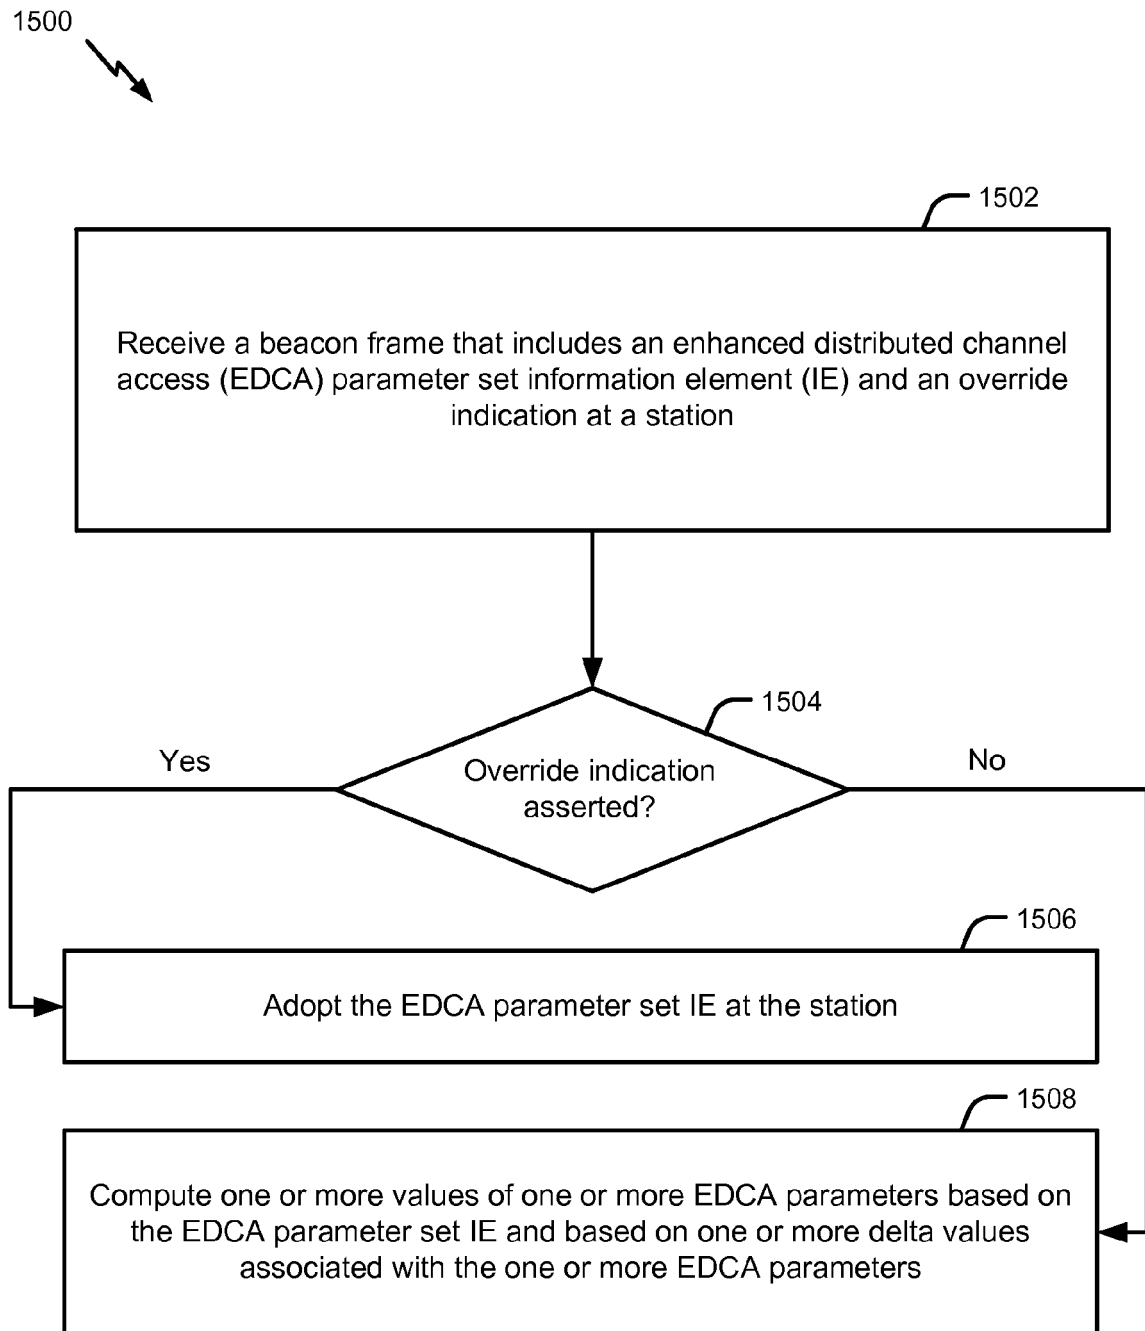 1500
1502
Receive a beacon frame that includes an enhanced distributed channel
access (EDCA) parameter set information element (IE) and an override
indication at a station
1504
Yes
Override indication
asserted?
No
1506
Adopt the EDCA parameter set IE at the station
1508
Compute one or more values of one or more EDCA parameters based on
the EDCA parameter set IE and based on one or more delta values
associated with the one or more EDCA parameters